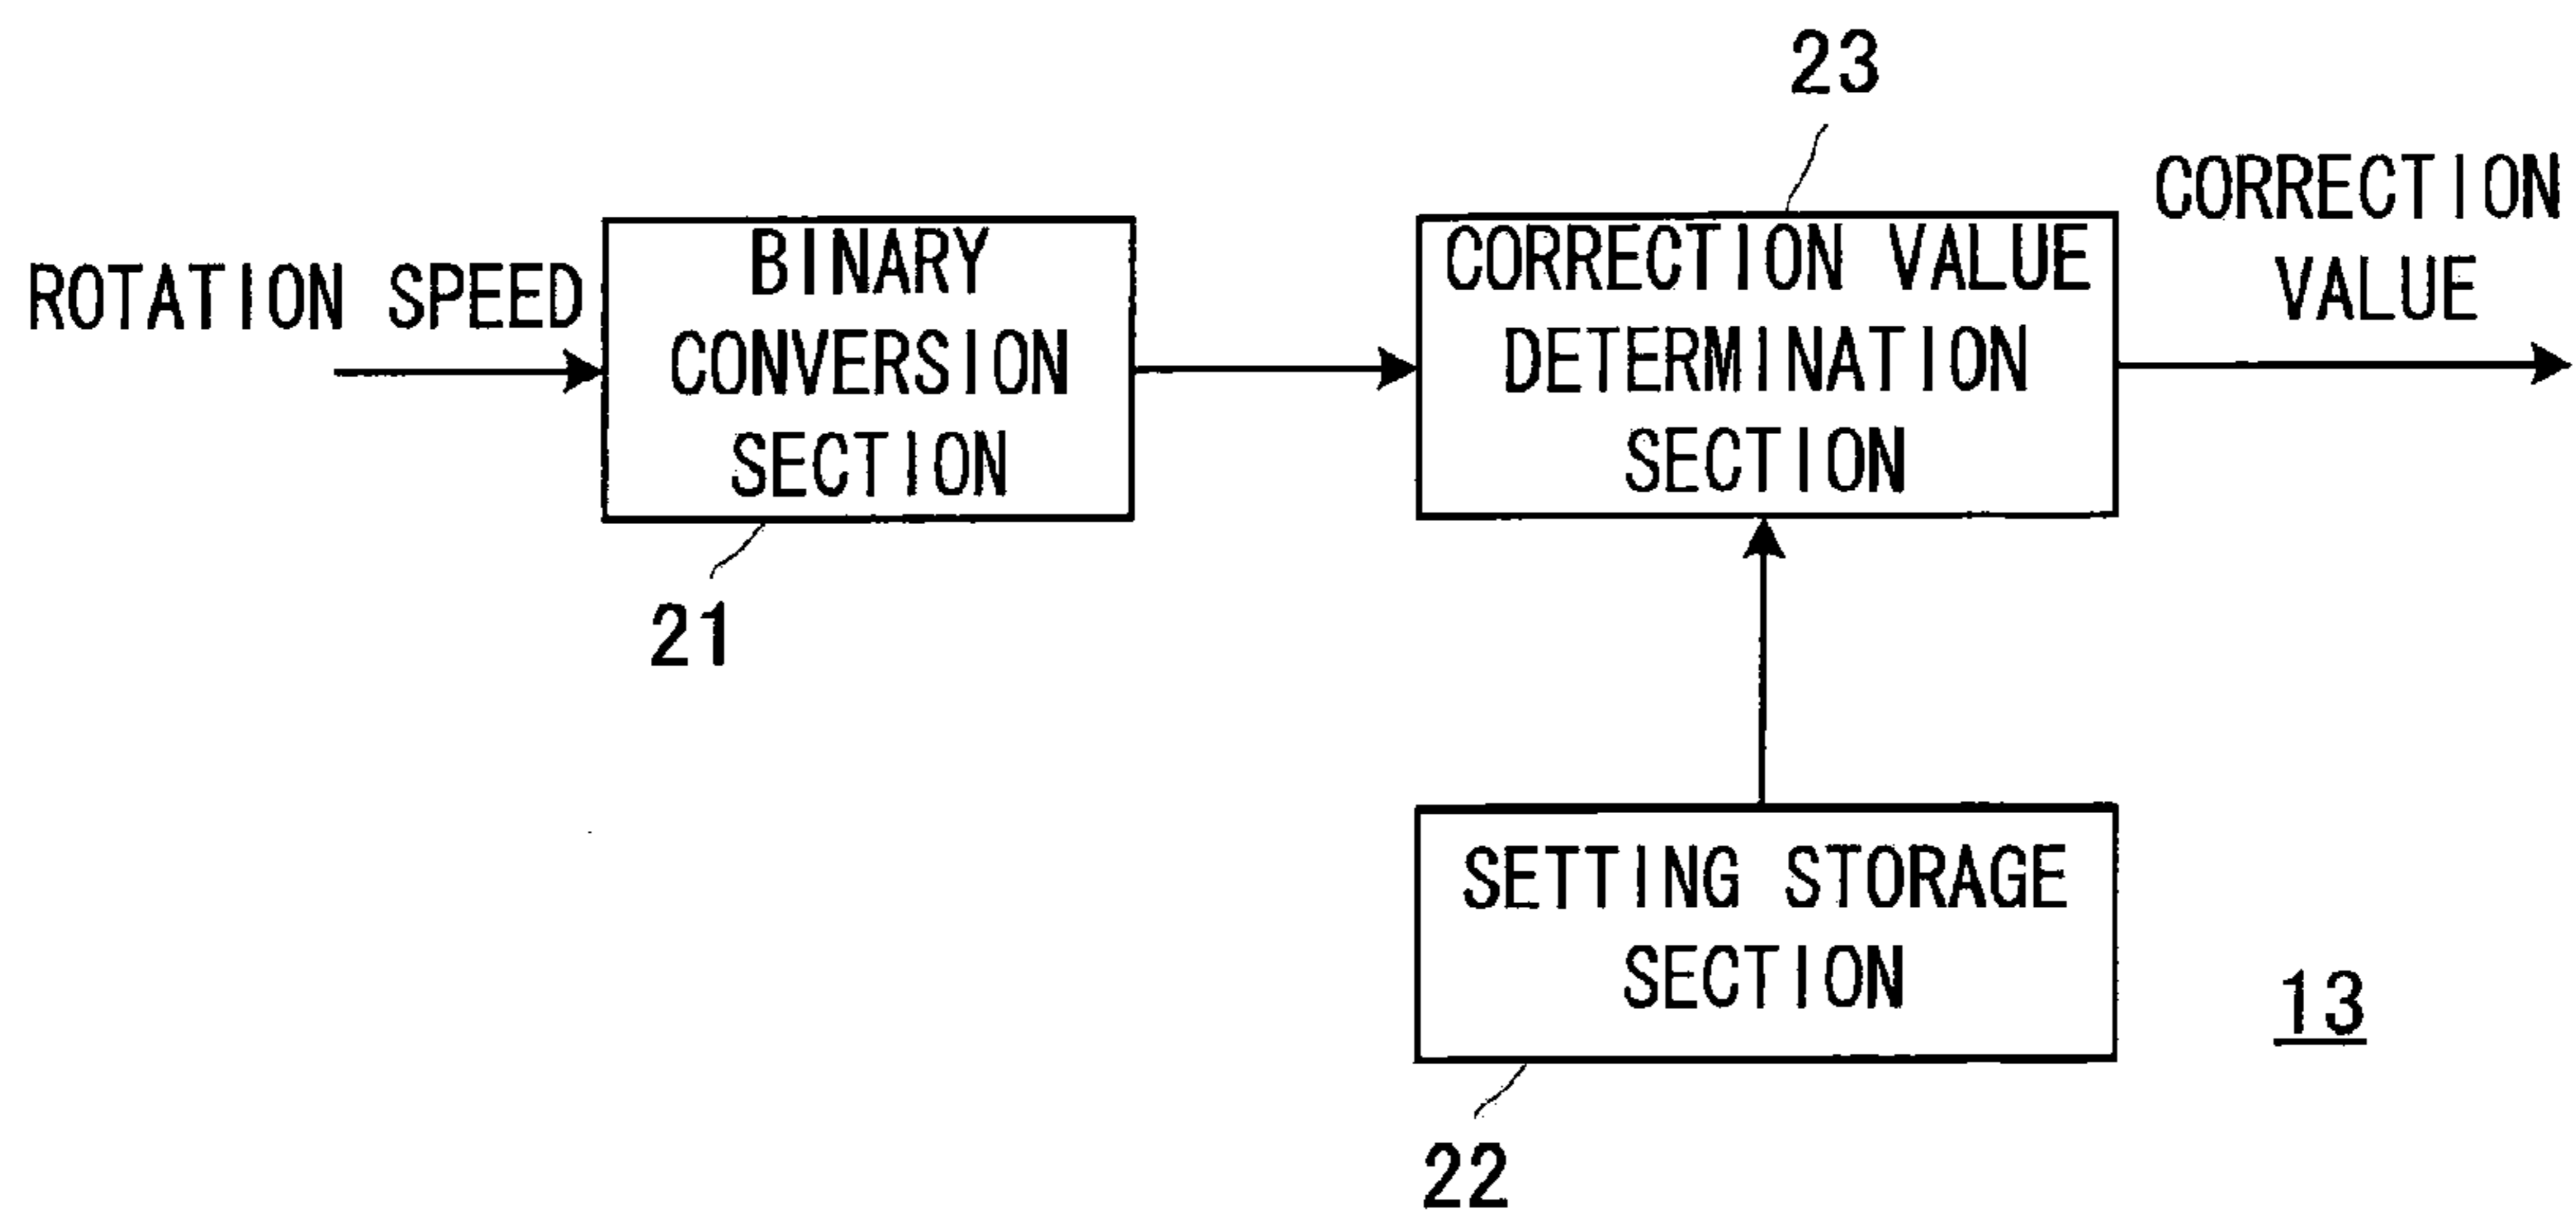 23
CORRECTION
VALUE
ROTATION SPEED
BINARY
CONVERSION
SECTION
21
CORRECTION VALUE
DETERMINATION
SECTION
SETTING STORAGE
SECTION
22
13